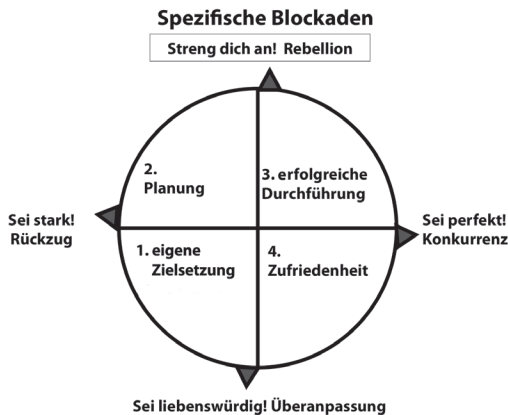 Spezifische Blockaden
Streng dich an! Rebellion
2.
Planung
3. erfolgreiche
Durchführung
Sei stark!
Rückzug
Sei perfekt!
Konkurrenz
1. eigene
Zielsetzung
4.
Zufriedenheit
Sei liebenswürdig! Überanpassung